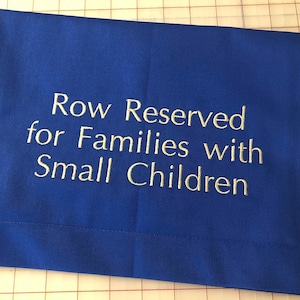 Row Reserved
for Families with
Small Children